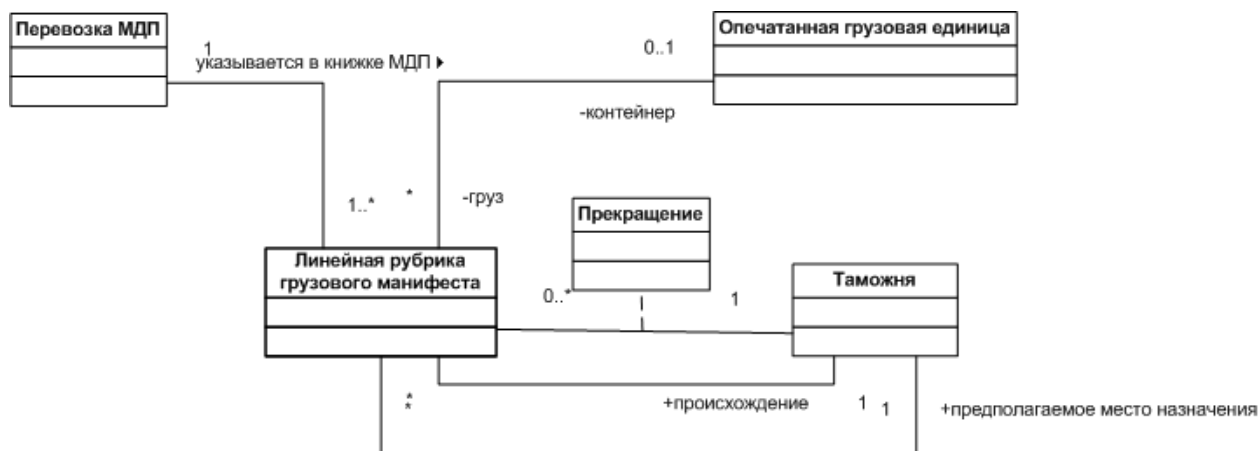 Перевозка МДП
Опечатанная грузовая единица
1
0..1
указывается в книжке МДП
-контейнер
1..*
*
-груз
Прекращение
Линейная рубрика
грузового манифеста
Таможня
0..*
1
*
*
+происхождение
1
1
+предполагаемое место назначения